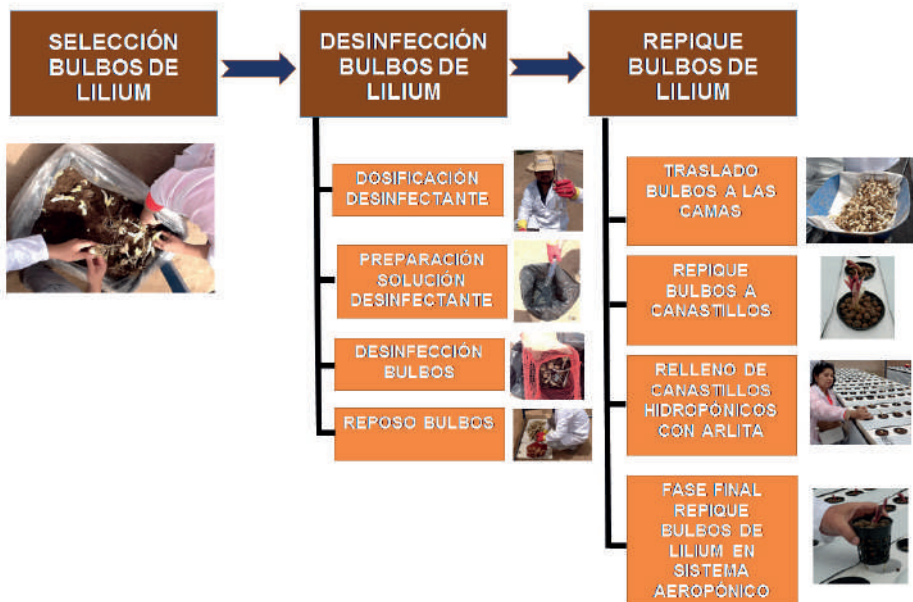 SELECCIÓN
BULBOS DE
LILIUM
DESINFECCIÓN
BULBOS DE
LILIUM
DOSIFICACIÓN
DESINFECTANTE
PREPARACIÓN
SOLUCIÓN
DESINFECTANTE
DESINFECCIÓN
BULBOS
REPOSO BULBOS
REPIQUE
BULBOS DE
LILIUM
TRASLADO
BULBOS A LAS
CAMAS
REPIQUE
BULBOS A
CANASTILLOS
RELLENO DE
CANASTILLOS
HIDROPÓNICOS
CON ARLITA
FASE FINAL
REPIQUE
BULBOS DE
LILIUM EN
SISTEMA
AEROPÓNICO